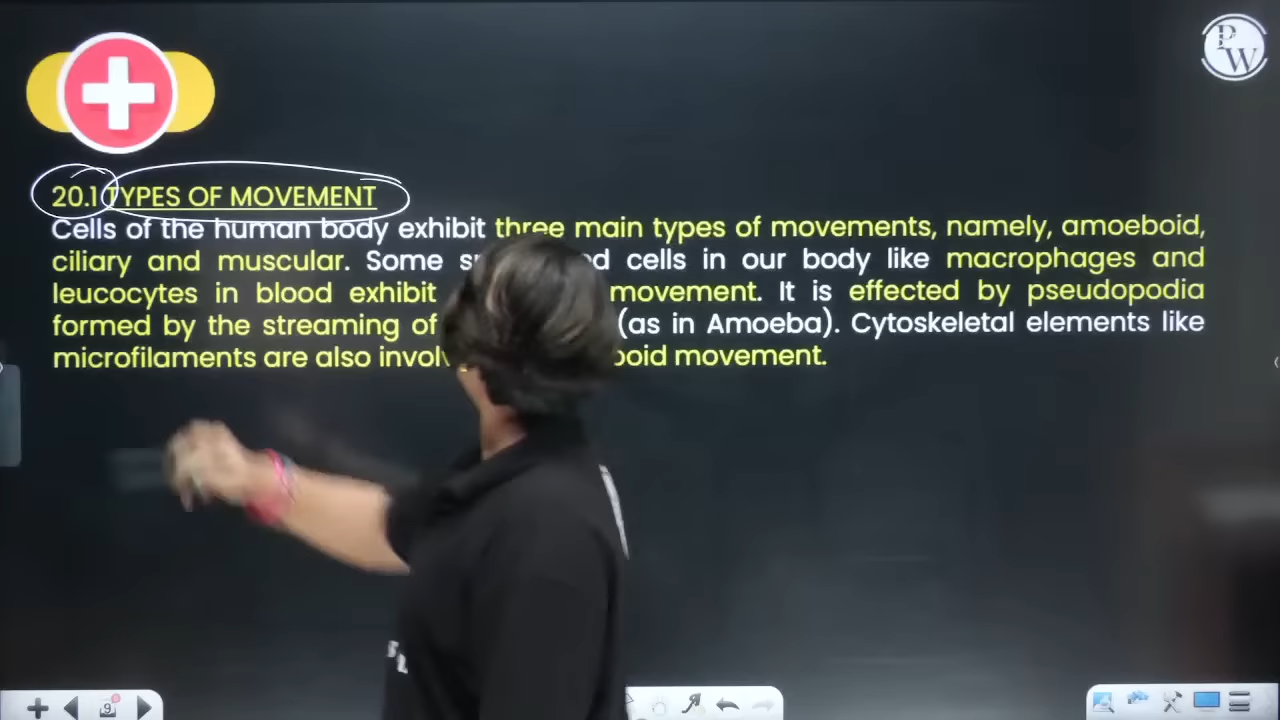 PW
20.1 TYPES OF MOVEMENT
Cells of the human body exhibit three main types of movements, namely, amoeboid,
ciliary and muscular. Some cells in our body like macrophages and
leucocytes in blood exhibit movement. It is effected by pseudopodia
formed by the streaming of (as in Amoeba). Cytoskeletal elements like
microfilaments are also movement.
9